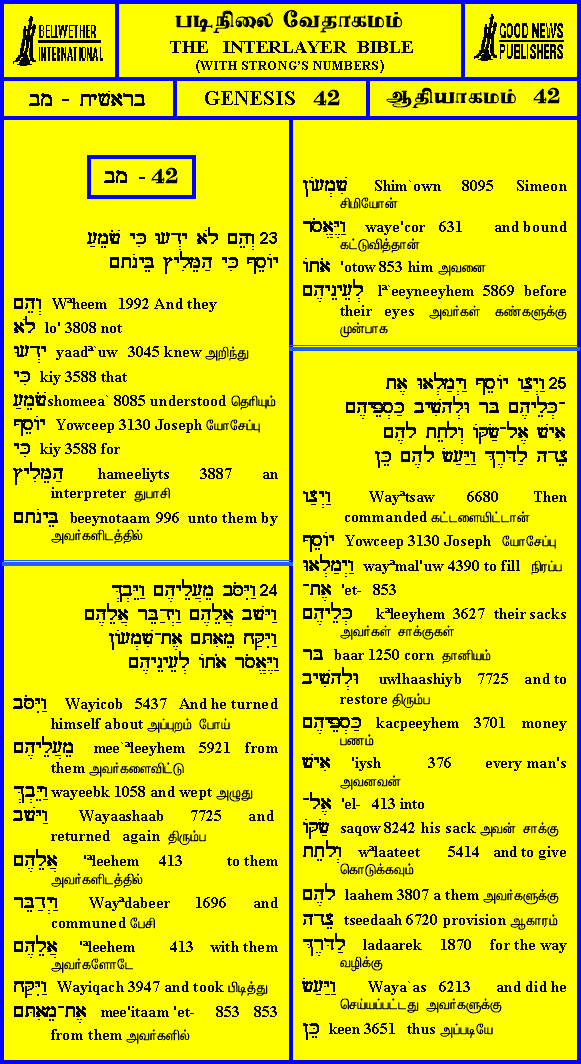 BELLWETHER
INTERNATIONAL
படிநிலை வேதாகமம்
THE INTERLAYER BIBLE
(WITH STRONG'S NUMBERS)
GOOD NEWS
PUBLISHERS
בראשית - מב
GENESIS 42
ஆதியாகமம் 42
מב - 42
23 וְהֵם לֹא יָדְעוּ כִּי שֹׁמֵעַ
יוֹסֵף כִּי הַמֵּלִיץ בֵּינֹתָם
וְהֵם Wªheem 1992 And they
לֹא lo' 3808 not
יָדְעוּ yaadª`uw 3045 knew அறிந்து
כִּי kiy 3588 that
שֹׁמֵעַ shomeea` 8085 understood தெரியும்
יוֹסֵף Yowceep 3130 Joseph யோசேப்பு
כִּי kiy 3588 for
הַמֵּלִיץ hameeliyts 3887 an
interpreter துபாசி
בֵּינֹתָם beeynotaam 996 unto them by
அவர்களிடத்தில்
24 וַיִּסֹּב מֵעֲלֵיהֶם וַיֵּבְךְּ
וַיָּשָׁב אֲלֵהֶם וַיְדַבֵּר אֲלֵהֶם
וַיִּקַּח מֵאִתָּם אֶת־שִׁמְעוֹן
וַיֶּאֱסֹר אֹתוֹ לְעֵינֵיהֶם
וַיִּסֹּב Wayicob 5437 And he turned
himself about அப்புறம் போய்
מֵעֲלֵיהֶם mee`ªleeyhem 5921 from
them அவர்களைவிட்டு
וַיֵּבְךְּ wayeebk 1058 and wept அழுது
וַיָּשָׁב Wayaashaab 7725 and
returned again திரும்ப
אֲלֵהֶם 'ªleehem 413 to them
அவர்களிடத்தில்
וַיְדַבֵּר Wayªdabeer 1696 and
communed பேசி
אֲלֵהֶם 'ªleehem 413 with them
அவர்களோடே
וַיִּקַּח Wayiqach 3947 and took பிடித்து
אֶת־מֵאִתָּם mee'itaam 'et- 853 853
from them அவர்களில்
שִׁמְעוֹן Shim`own 8095 Simeon
சிமியோன்
וַיֶּאֱסֹר waye'cor 631 and bound
கட்டுவித்தான்
אֹתוֹ 'otow 853 him அவனை
לְעֵינֵיהֶם lª`eeyneeyhem 5869 before
their eyes அவர்கள் கண்களுக்கு
முன்பாக
25 וַיְצַו יוֹסֵף וַיְמַלְאוּ אֶת
־כְּלֵיהֶם בָּר וּלְהָשִׁיב כַּסְפֵּיהֶם
אִישׁ אֶל־שַׂקּוֹ וְלָתֵת לָהֶם
צֵדָה לַדָּרֶךְ וַיַּעַשׂ לָהֶם כֵּן
וַיְצַו Wayªtsaw 6680 Then
commanded கட்டளையிட்டான்
יוֹסֵף Yowceep 3130 Joseph யோசேப்பு
וַיְמַלְאוּ wayªmal'uw 4390 to fill நிரப்ப
אֶת־ 'et- 853
כְּלֵיהֶם kªleeyhem 3627 their sacks
அவர்கள் சாக்குகள்
בָּר baar 1250 corn தானியம்
וּלְהָשִׁיב uwlhaashiyb 7725 and to
restore திரும்ப
כַּסְפֵּיהֶם kacpeeyhem 3701 money
பணம்
אִישׁ 'iysh 376 every man's
அவனவன்
אֶל־ 'el- 413 into
שַׂקּוֹ saqow 8242 his sack அவன் சாக்கு
וְלָתֵת wªlaateet 5414 and to give
கொடுக்கவும்
לָהֶם laahem 3807 a them அவர்களுக்கு
צֵדָה tseedaah 6720 provision ஆகாரம்
לַדָּרֶךְ ladaarek 1870 for the way
வழிக்கு
וַיַּעַשׂ Waya`as 6213 and did he
செய்யப்பட்டது அவர்களுக்கு
כֵּן keen 3651 thus அப்படியே